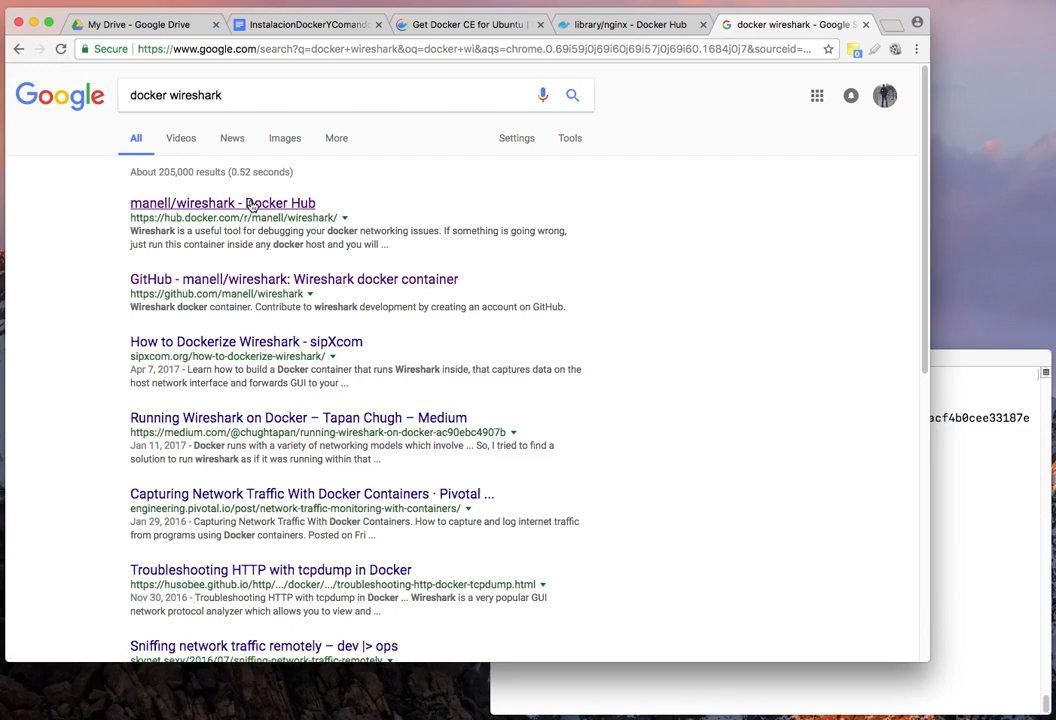 My Drive - Google Drive
InstalacionDockerYComand
Get Docker CE for Ubuntu |
library/nginx - Docker Hub
docker wireshark - Google S
Secure https://www.google.com/search?q=docker+wireshark&oq=docker+wi&aqs=chrome.0.69i59j0j69i60j69i57j0j69i60.1684j0j7&sourceid=...
Google
docker wireshark
All
Videos
News
Images
More
Settings
Tools
About 205,000 results (0.52 seconds)
manell/wireshark - Docker Hub
https://hub.docker.com/r/manell/wireshark/
Wireshark is a useful tool for debugging your docker networking issues. If something is going wrong,
just run this container inside any docker host and you will ...
GitHub - manell/wireshark: Wireshark docker container
https://github.com/manell/wireshark
Wireshark docker container. Contribute to wireshark development by creating an account on GitHub.
How to Dockerize Wireshark - sipXcom
sipxcom.org/how-to-dockerize-wireshark/
Apr 7, 2017 - Learn how to build a Docker container that runs Wireshark inside, that captures data on the
host network interface and forwards GUI to your ...
acf4b0cee33187e
Running Wireshark on Docker – Tapan Chugh – Medium
https://medium.com/@chughtapan/running-wireshark-on-docker-ac90ebc4907b
Jan 11, 2017 - Docker runs with a variety of networking models which involve ... So, I tried to find a
solution to run wireshark as if it was running within that ...
Capturing Network Traffic With Docker Containers · Pivotal ...
engineering.pivotal.io/post/network-traffic-monitoring-with-containers/
Jan 29, 2016 - Capturing Network Traffic With Docker Containers. How to capture and log internet traffic
from programs using Docker containers. Posted on Fri ...
Troubleshooting HTTP with tcpdump in Docker
https://husobee.github.io/http/.../docker/.../troubleshooting-http-docker-tcpdump.html
Nov 30, 2016 - Troubleshooting HTTP with tcpdump in Docker ... Wireshark is a very popular GUI
network protocol analyzer which allows you to view and ...
Sniffing network traffic remotely – dev |> ops
skynet.sexy/2016/07/sniffing-network-traffic-remotely